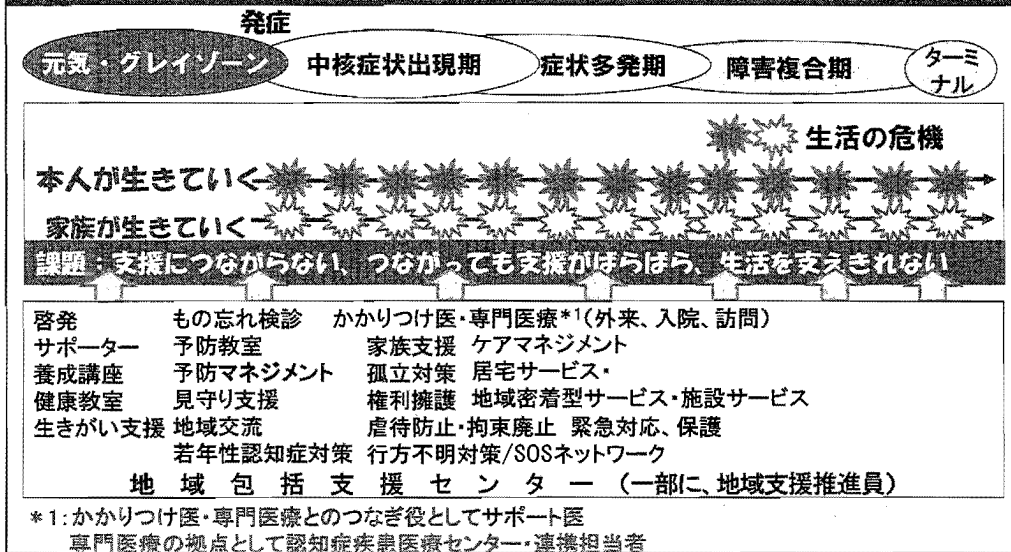 発症
元気・グレイゾーン 中核症状出現期 症状多発期 障害複合期 ターミナル
生活の危機
本人が生きていく
家族が生きていく
課題:支援につながらない、つながっても支援がばらばら、生活を支えきれない
啓発 もの忘れ検診 かかりつけ医・専門医療*1(外来、入院、訪問)
サポーター 予防教室 家族支援 ケアマネジメント
養成講座 予防マネジメント 孤立対策 居宅サービス・
健康教室 見守り支援 権利擁護 地域密着型サービス・施設サービス
生きがい支援 地域交流 虐待防止・拘束廃止 緊急対応、保護
若年性認知症対策 行方不明対策/SOSネットワーク
地域包括支援センター(一部に、地域支援推進員)
*1:かかりつけ医・専門医療とのつなぎ役としてサポート医
専門医療の拠点として認知症疾患医療センター・連携担当者